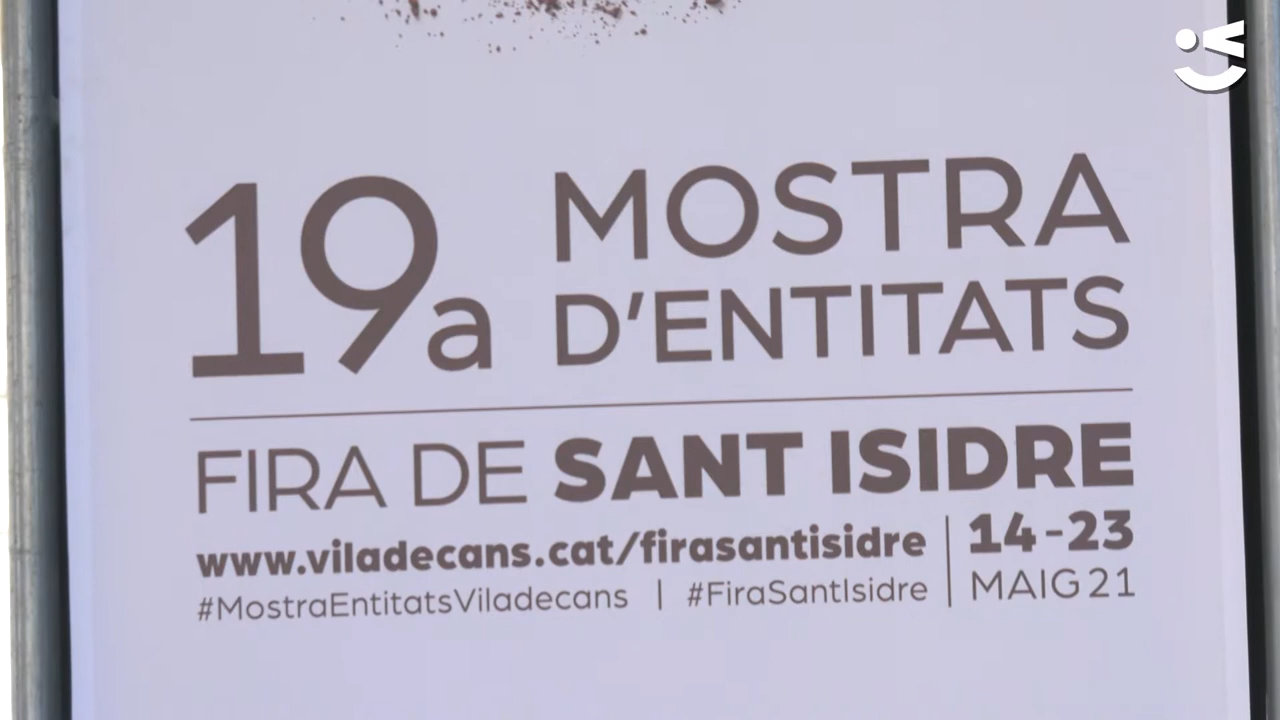 19a MOSTRA
D'ENTITATS
FIRA DE SANT ISIDRE
www.viladecans.cat/firasantisidre | 14-23
#MostraEntitatsViladecans | #FiraSantIsidre | MAIG 21